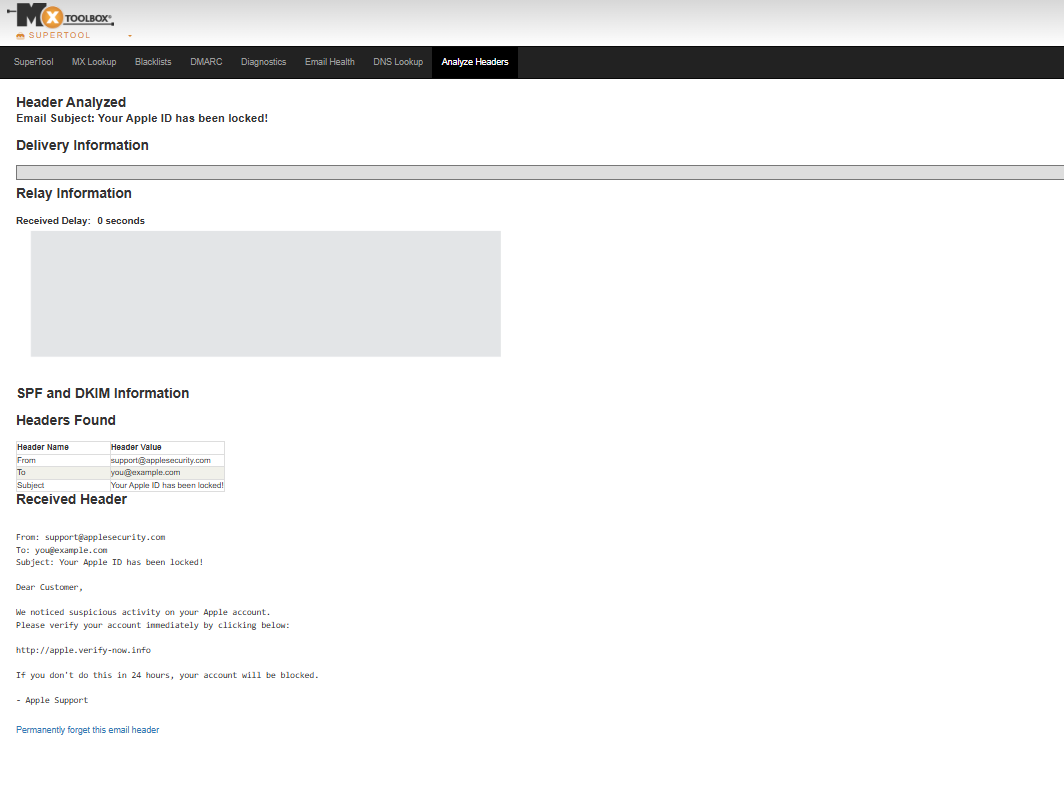 MX TOOLBOX®
SUPERTOOL
SuperTool MX Lookup Blacklists DMARC Diagnostics Email Health DNS Lookup Analyze Headers
Header Analyzed
Email Subject: Your Apple ID has been locked!
Delivery Information
Relay Information
Received Delay: 0 seconds
SPF and DKIM Information
Headers Found
Header Name Header Value
From support@applesecurity.com
To you@example.com
Subject Your Apple ID has been locked!
Received Header
From: support@applesecurity.com
To: you@example.com
Subject: Your Apple ID has been locked!
Dear Customer,
We noticed suspicious activity on your Apple account.
Please verify your account immediately by clicking below:
http://apple.verify-now.info
If you don't do this in 24 hours, your account will be blocked.
- Apple Support
Permanently forget this email header